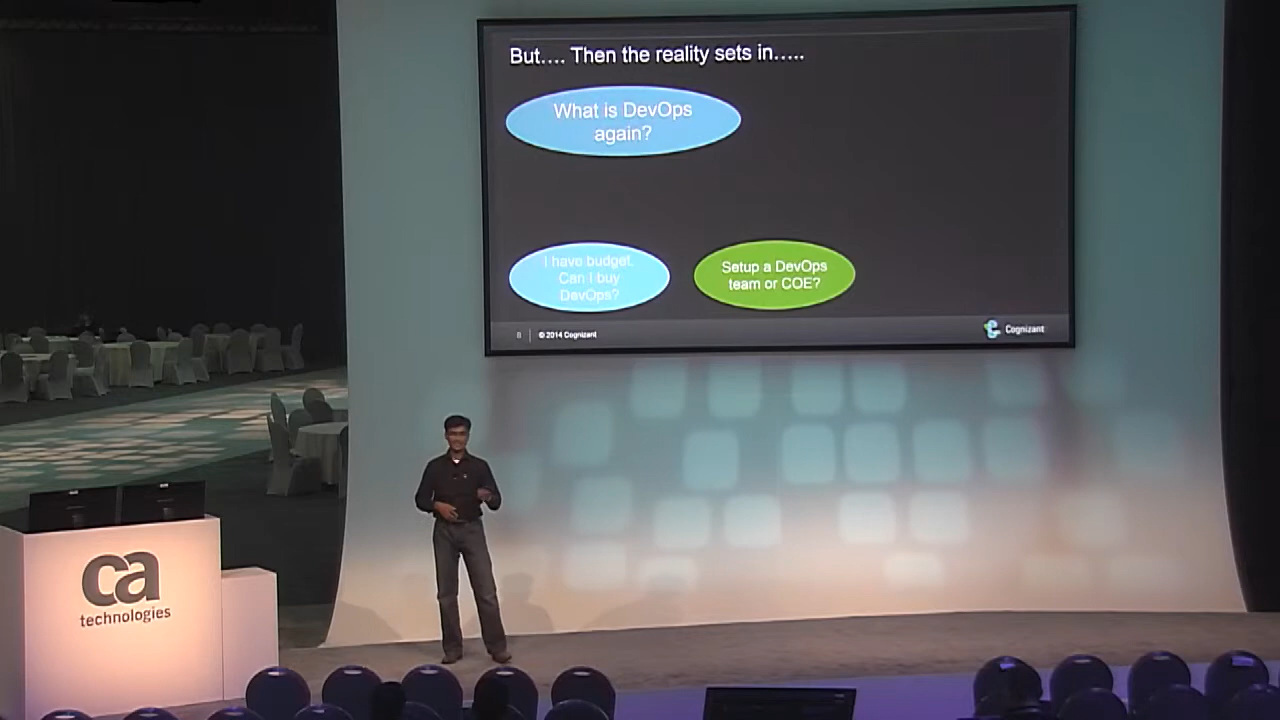 But.... Then the reality sets in.....
What is DevOps
again?
I have budget.
Can I buy
DevOps?
Setup a DevOps
team or COE?
8
© 2014 Cognizant
Cognizant
ca
technologies